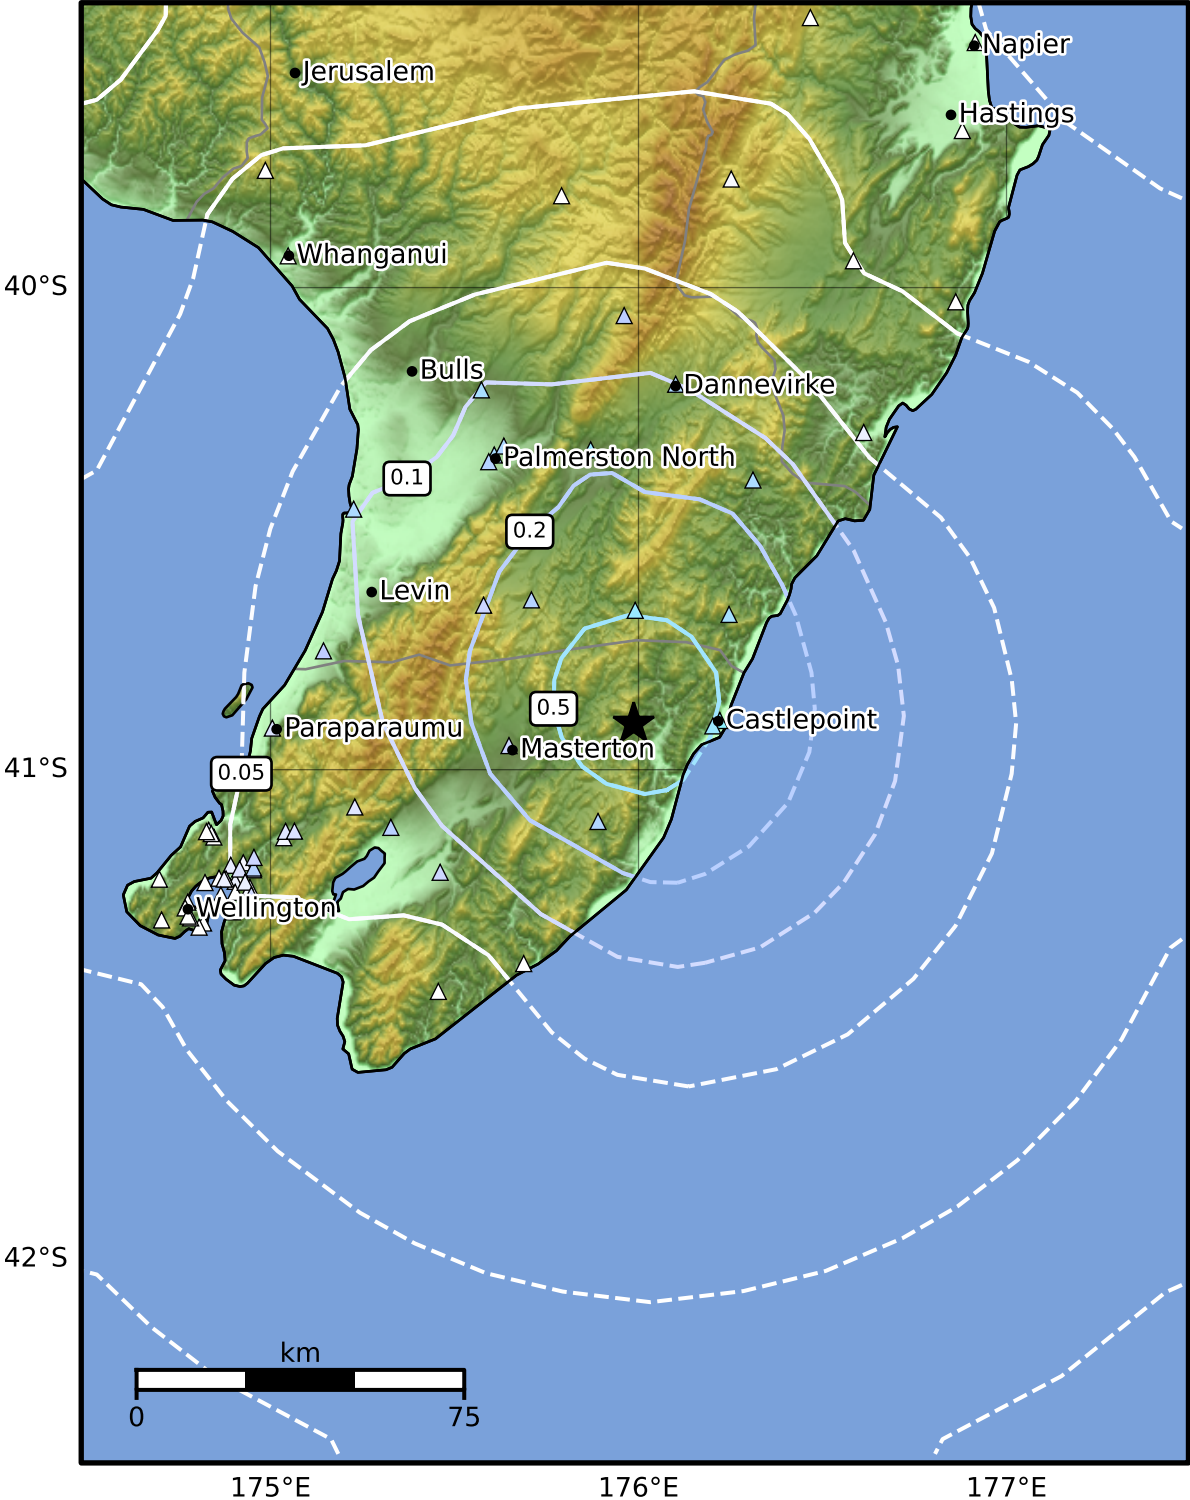 Napier
Jerusalem
Hastings
Whanganui
40°S
Bulls
Dannevirke
Palmerston North
0.1
0.2
Levin
0.5
Castlepoint
Paraparaumu
Masterton
41°S
0.05
Wellington
42°S
km
0
75
175°E
176°E
177°E